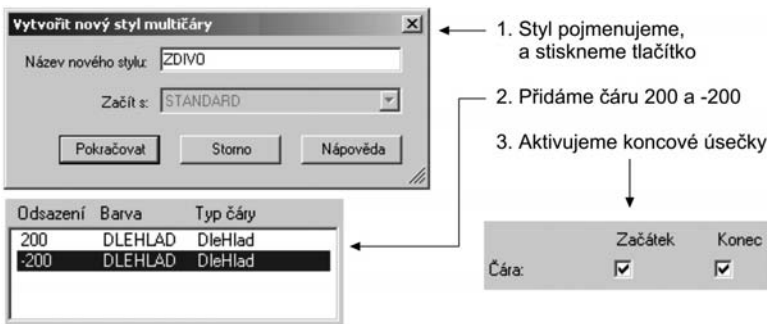 Vytvořit nový styl multičáry
Název nového stylu: ZDIVO
Začít s: STANDARD
Pokračovat Storno Nápověda
1. Styl pojmenujeme,
a stiskneme tlačítko
2. Přidáme čáru 200 a -200
3. Aktivujeme koncové úsečky
Odsazení Barva Typ čáry
200 DLEHLAD DleHlad
-200 DLEHLAD DleHlad
Začátek Konec
Čára: